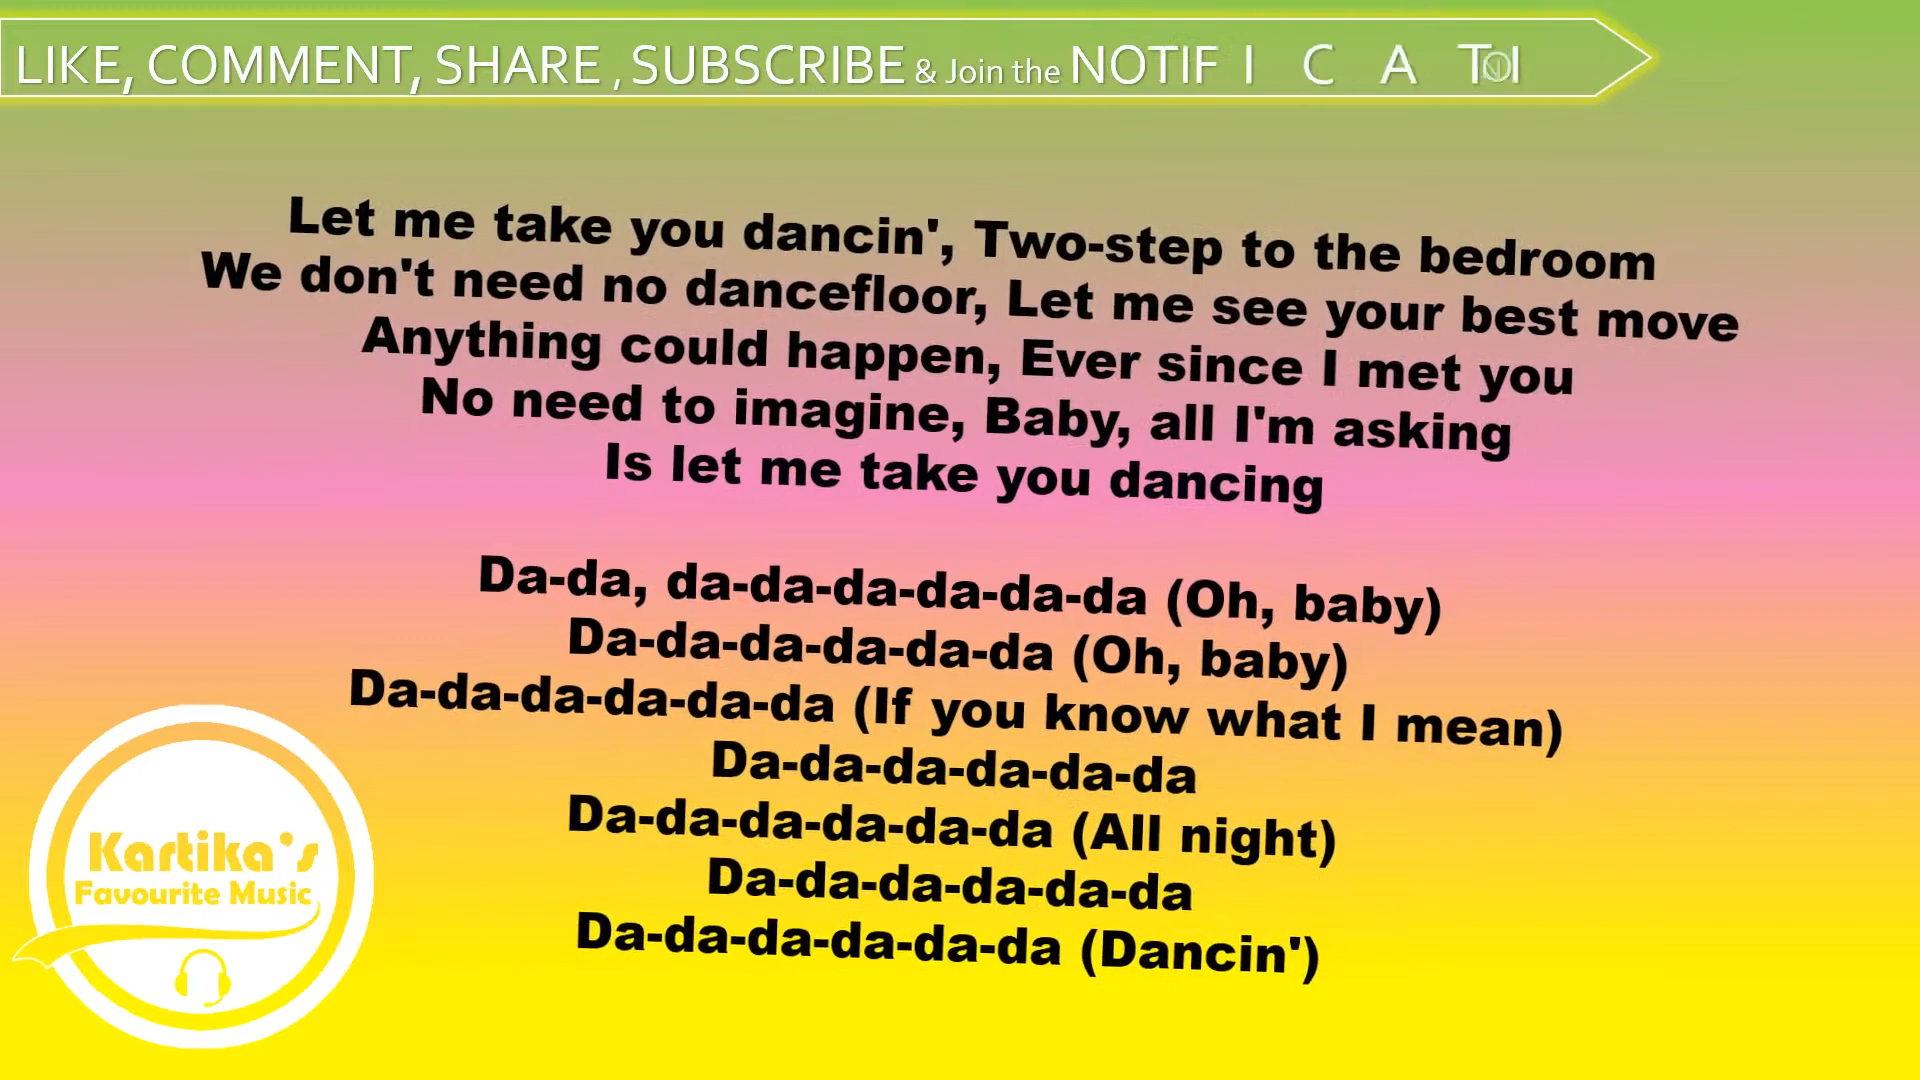 LIKE, COMMENT, SHARE , SUBSCRIBE & Join the NOTIF I C A T I O N
Let me take you dancin', Two-step to the bedroom
We don't need no dancefloor, Let me see your best move
Anything could happen, Ever since I met you
No need to imagine, Baby, all I'm asking
Is let me take you dancing
Da-da, da-da-da-da-da-da (Oh, baby)
Da-da-da-da-da-da (Oh, baby)
Da-da-da-da-da-da (If you know what I mean)
Da-da-da-da-da-da
Da-da-da-da-da-da (All night)
Da-da-da-da-da-da
Da-da-da-da-da-da (Dancin')
Kartika's
Favourite Music